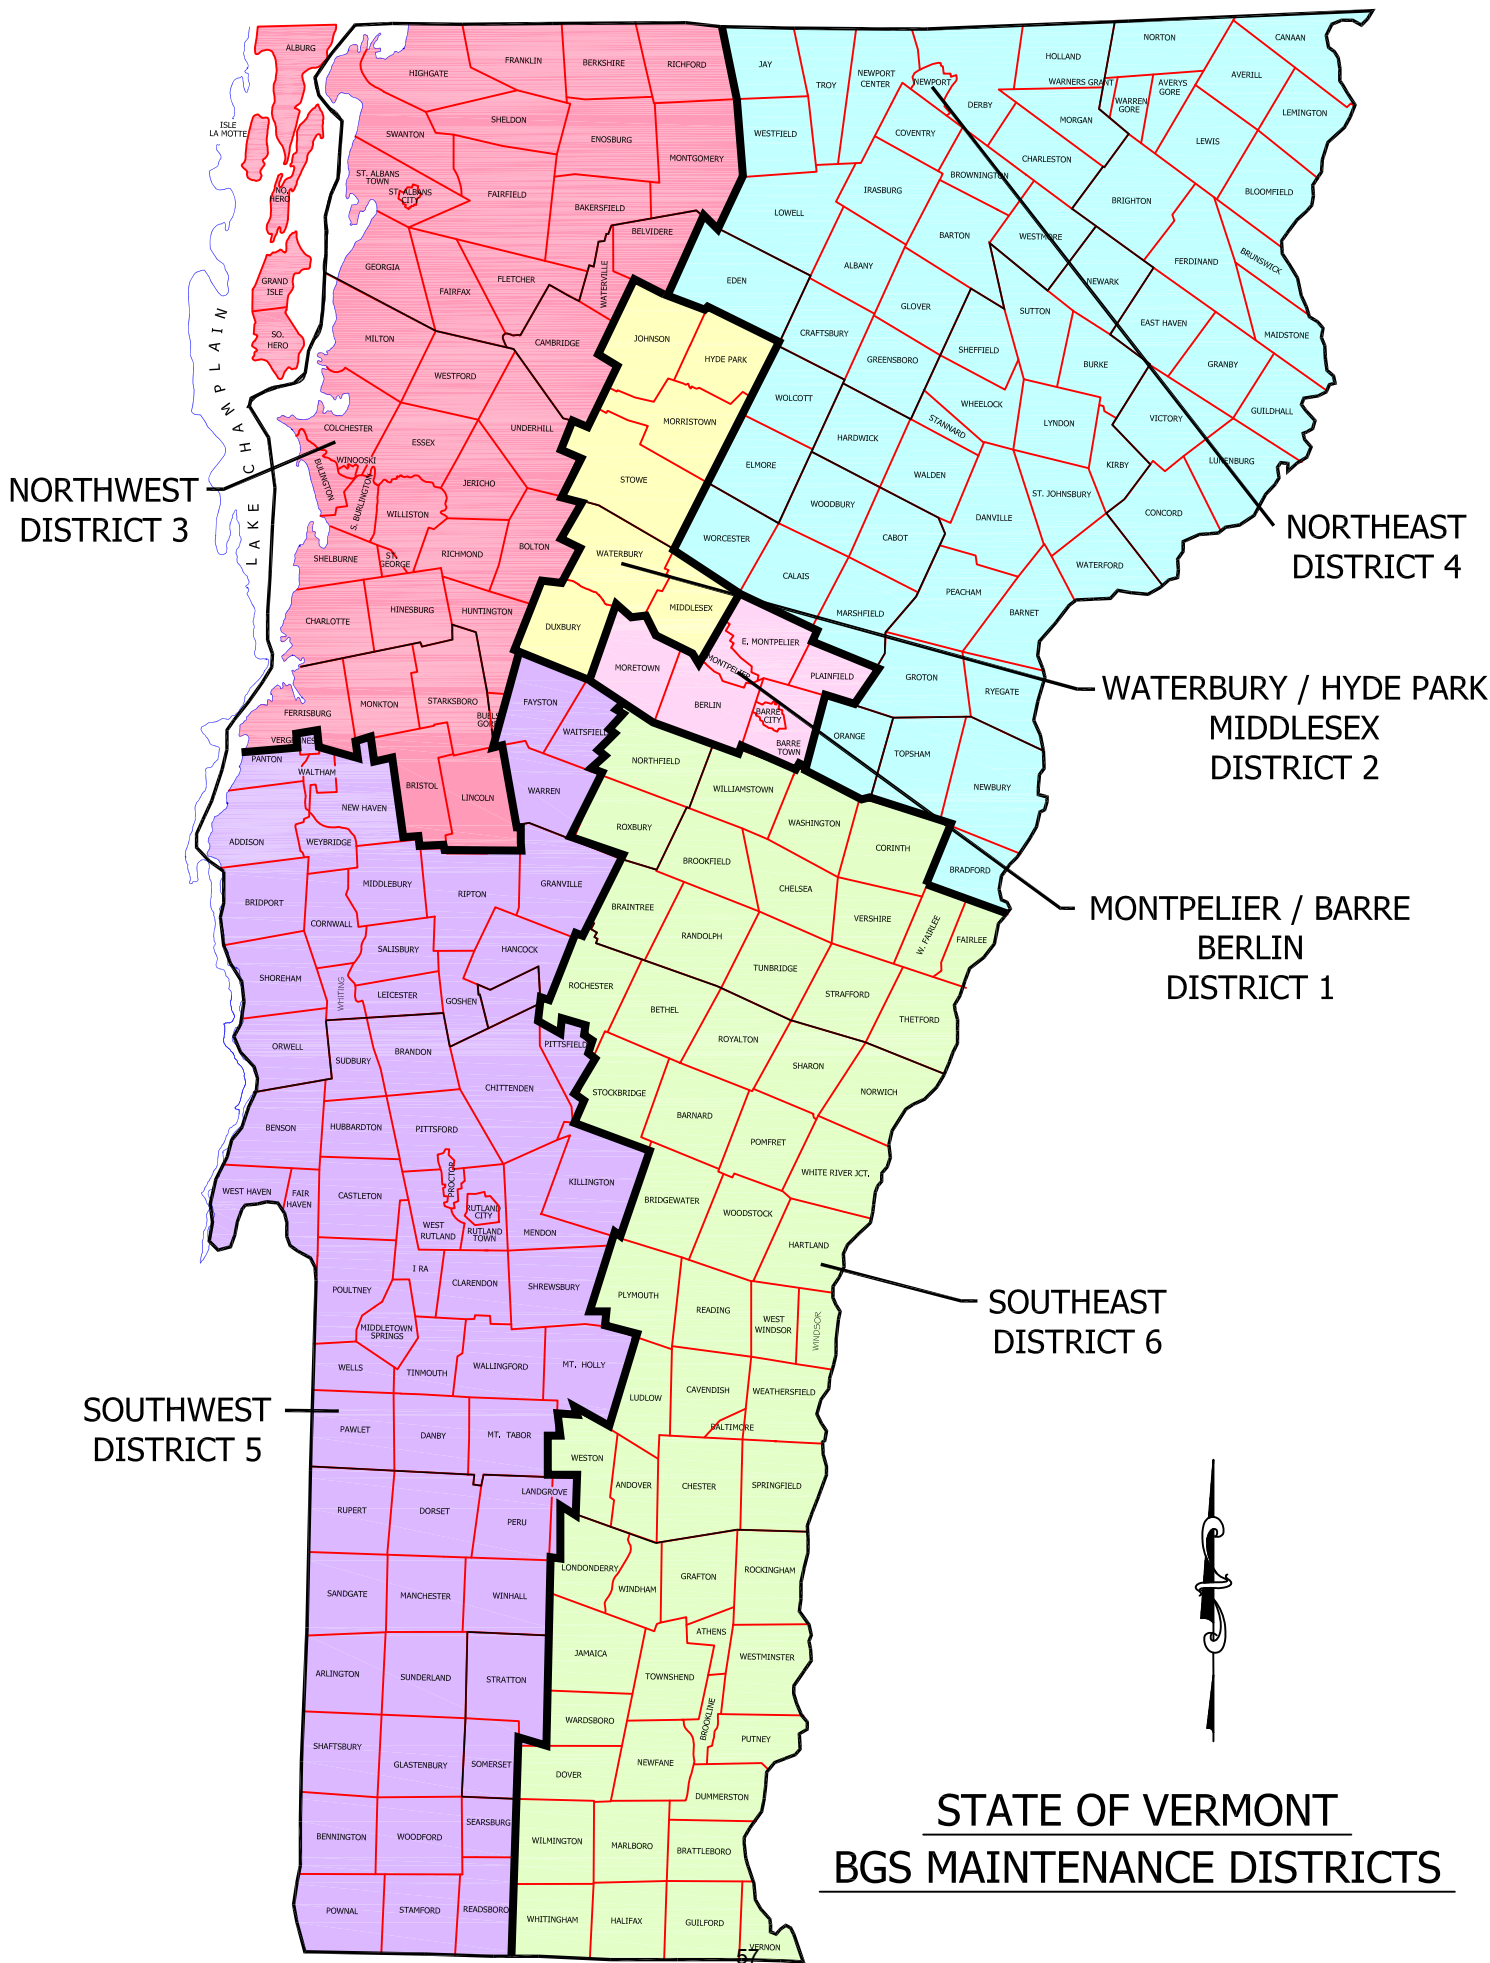 ALBURG
HIGHGATE
FRANKLIN
BERKSHIRE
RICHFORD
JAY
TROY
NEWPORT
CENTER
NEWPORT
DERBY
HOLLAND
WARNERS GRANT
NORTON
WARREN
GORE
AVERYS
GORE
AVERILL
CANAAN
LEMINGTON
ISLE
LA MOTTE
SWANTON
SHELDON
ENOSBURG
MONTGOMERY
WESTFIELD
COVENTRY
MORGAN
CHARLESTON
LEWIS
BLOOMFIELD
NO.
HERO
ST. ALBANS
TOWN
ST. ALBANS
CITY
FAIRFIELD
BAKERSFIELD
BELVIDERE
LOWELL
IRASBURG
BROWNINGTON
BRIGHTON
BARTON
WESTMORE
FERDINAND
BRUNSWICK
GRAND
ISLE
SO.
HERO
GEORGIA
FAIRFAX
FLETCHER
WATERVILLE
EDEN
ALBANY
GLOVER
NEWARK
EAST HAVEN
MAIDSTONE
MILTON
WESTFORD
CAMBRIDGE
JOHNSON
HYDE PARK
CRAFTSBURY
GREENSBORO
SHEFFIELD
SUTTON
BURKE
GRANBY
GUILDHALL
LAKE CHAMPLAIN
COLCHESTER
WINOOSKI
BULINGTON
S. BURLINGTON
ESSEX
UNDERHILL
JERICHO
MORRISTOWN
STOWE
WOLCOTT
ELMORE
HARDWICK
STANNARD
WHEELOCK
LYNDON
VICTORY
KIRBY
LUNENBURG
WALDEN
ST. JOHNSBURY
CONCORD
NORTHWEST
DISTRICT 3
NORTHEAST
DISTRICT 4
WILLISTON
SHELBURNE
ST.
GEORGE
RICHMOND
BOLTON
WATERBURY
WORCESTER
WOODBURY
CALAIS
CABOT
DANVILLE
WATERFORD
PEACHAM
BARNET
CHARLOTTE
HINESBURG
HUNTINGTON
DUXBURY
MIDDLESEX
MARSHFIELD
E. MONTPELIER
MONTPELIER
MORETOWN
PLAINFIELD
GROTON
RYEGATE
WATERBURY / HYDE PARK
MIDDLESEX
DISTRICT 2
FERRISBURG
MONKTON
STARKSBORO
BUELS
GORE
FAYSTON
WAITSFIELD
BERLIN
BARRE
CITY
BARRE
TOWN
ORANGE
TOPSHAM
NEWBURY
VERGENNES
PANTON
WALTHAM
NEW HAVEN
BRISTOL
LINCOLN
WARREN
NORTHFIELD
WILLIAMSTOWN
WASHINGTON
CORINTH
BRADFORD
ADDISON
WEYBRIDGE
ROXBURY
BROOKFIELD
CHELSEA
VERSHIRE
W. FAIRLEE
FAIRLEE
MONTPELIER / BARRE
BERLIN
DISTRICT 1
BRIDPORT
MIDDLEBURY
RIPTON
GRANVILLE
CORNWALL
SALISBURY
HANCOCK
BRAINTREE
RANDOLPH
TUNBRIDGE
STRAFFORD
THETFORD
SHOREHAM
WHITING
LEICESTER
GOSHEN
ROCHESTER
BETHEL
ROYALTON
SHARON
NORWICH
ORWELL
SUDBURY
BRANDON
CHITTENDEN
PITTSFIELD
STOCKBRIDGE
BARNARD
POMFRET
WHITE RIVER JCT.
BENSON
HUBBARDTON
PITTSFORD
PROCTOR
KILLINGTON
BRIDGEWATER
WOODSTOCK
HARTLAND
WEST HAVEN
FAIR
HAVEN
CASTLETON
WEST
RUTLAND
RUTLAND
CITY
RUTLAND
TOWN
MENDON
POULTNEY
I RA
CLARENDON
SHREWSBURY
PLYMOUTH
READING
WEST
WINDSOR
WINDSOR
SOUTHEAST
DISTRICT 6
MIDDLETOWN
SPRINGS
WELLS
TINMOUTH
WALLINGFORD
MT. HOLLY
LUDLOW
CAVENDISH
WEATHERSFIELD
BALTIMORE
SOUTHWEST
DISTRICT 5
PAWLET
DANBY
MT. TABOR
WESTON
ANDOVER
CHESTER
SPRINGFIELD
LANDGROVE
RUPERT
DORSET
PERU
LONDONDERRY
WINDHAM
GRAFTON
ROCKINGHAM
SANDGATE
MANCHESTER
WINHALL
ATHENS
JAMAICA
TOWNSHEND
WESTMINSTER
ARLINGTON
SUNDERLAND
STRATTON
WARDSBORO
BROOKLINE
PUTNEY
SHAFTSBURY
GLASTENBURY
SOMERSET
DOVER
NEWFANE
DUMMERSTON
BENNINGTON
WOODFORD
SEARSBURG
WILMINGTON
MARLBORO
BRATTLEBORO
POWNAL
STAMFORD
READSBORO
WHITINGHAM
HALIFAX
GUILFORD
VERNON
STATE OF VERMONT
BGS MAINTENANCE DISTRICTS
57